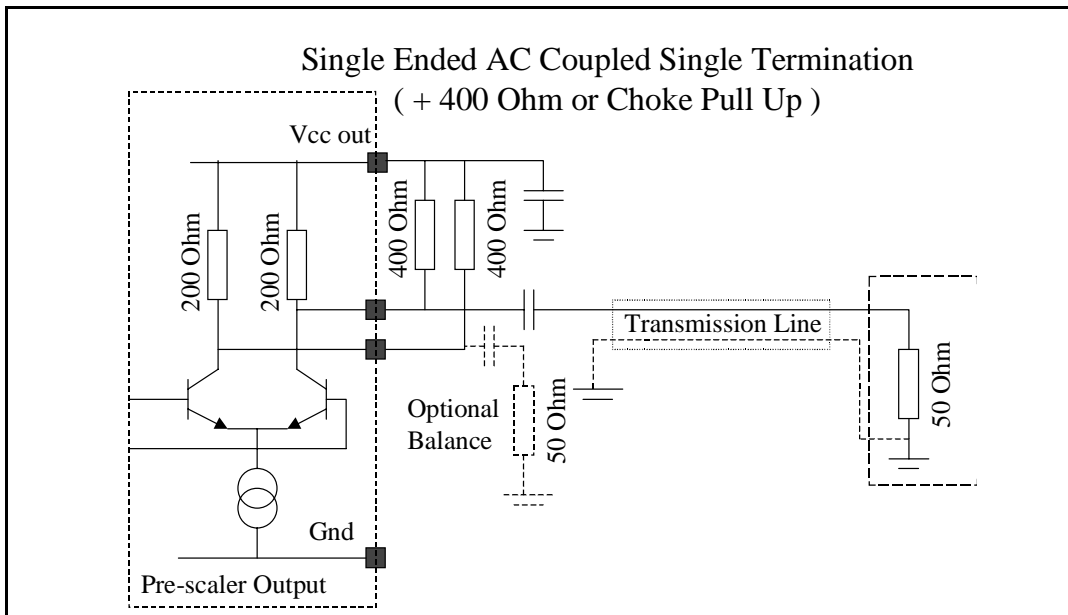 Single Ended AC Coupled Single Termination
( + 400 Ohm or Choke Pull Up )
Vcc out
200 Ohm
200 Ohm
400 Ohm
400 Ohm
Transmission Line
Optional
Balance
50 Ohm
50 Ohm
Gnd
Pre-scaler Output